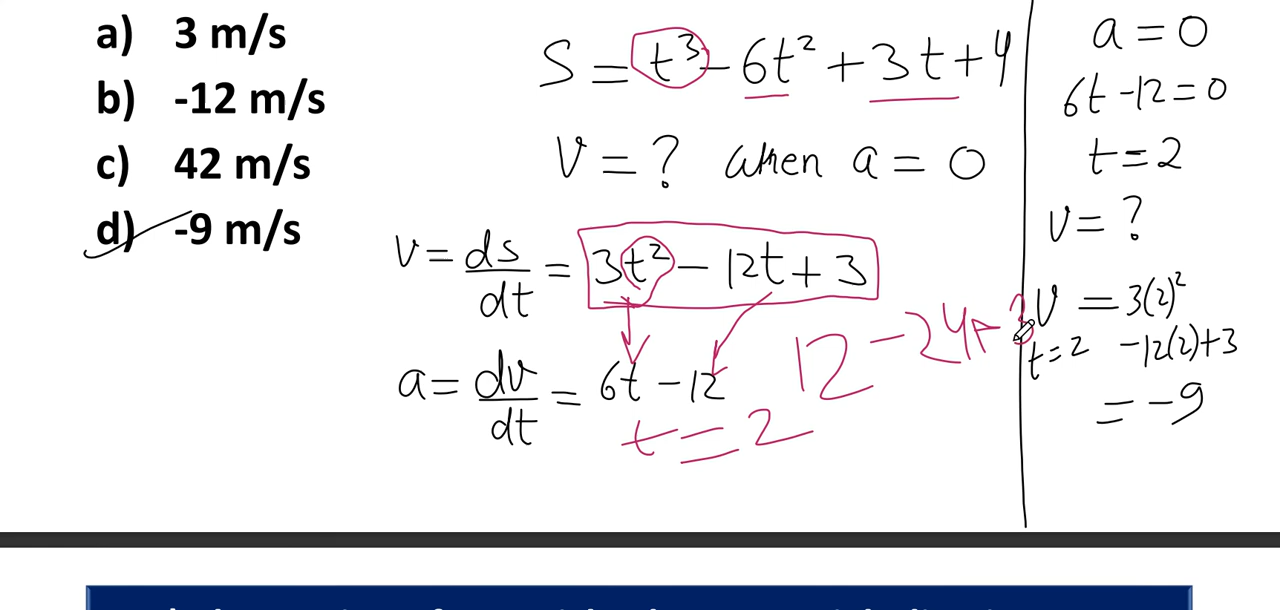 a) 3 m/s
b) -12 m/s
c) 42 m/s
d) -9 m/s
S = t³ - 6t² + 3t + 4
V = ? when a = 0
v = ds/dt = 3t² - 12t + 3
a = dv/dt = 6t - 12
t = 2
12 - 24 + 3
a = 0
6t - 12 = 0
t = 2
v = ?
v = 3(2)²
t = 2 - 12(2) + 3
= -9